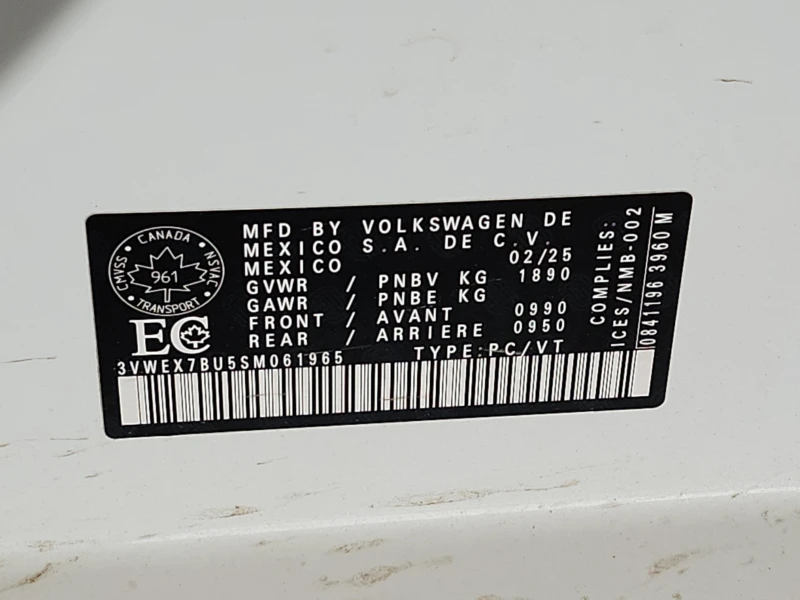 CANADA
CMVSS
NSVAC
961
TRANSPORT
EC
MFD BY VOLKSWAGEN DE
MEXICO S.A. DE C.V.
MEXICO 02/25
GVWR / PNBV KG 1890
GAWR / PNBE KG
FRONT / AVANT 0990
REAR / ARRIERE 0950
3VWEX7BU5SM061965 TYPE:PC/VT
COMPLIES:
ICES/NMB-002
0841196 3960M